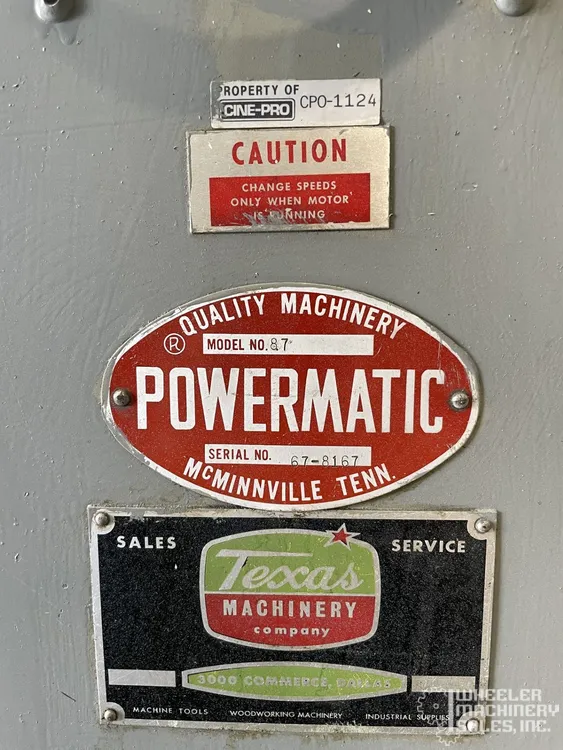 PROPERTY OF
CINE-PRO CPO-1124
CAUTION
CHANGE SPEEDS
ONLY WHEN MOTOR
IS RUNNING
QUALITY MACHINERY
® MODEL NO. 87
POWERMATIC
SERIAL NO. 67-8167
MCMINNVILLE TENN.
SALES SERVICE
Texas
MACHINERY
company
3000 COMMERCE, DALLAS
MACHINE TOOLS WOODWORKING MACHINERY INDUSTRIAL SUPPLIES
WHEELER
MACHINERY
SALES, INC.